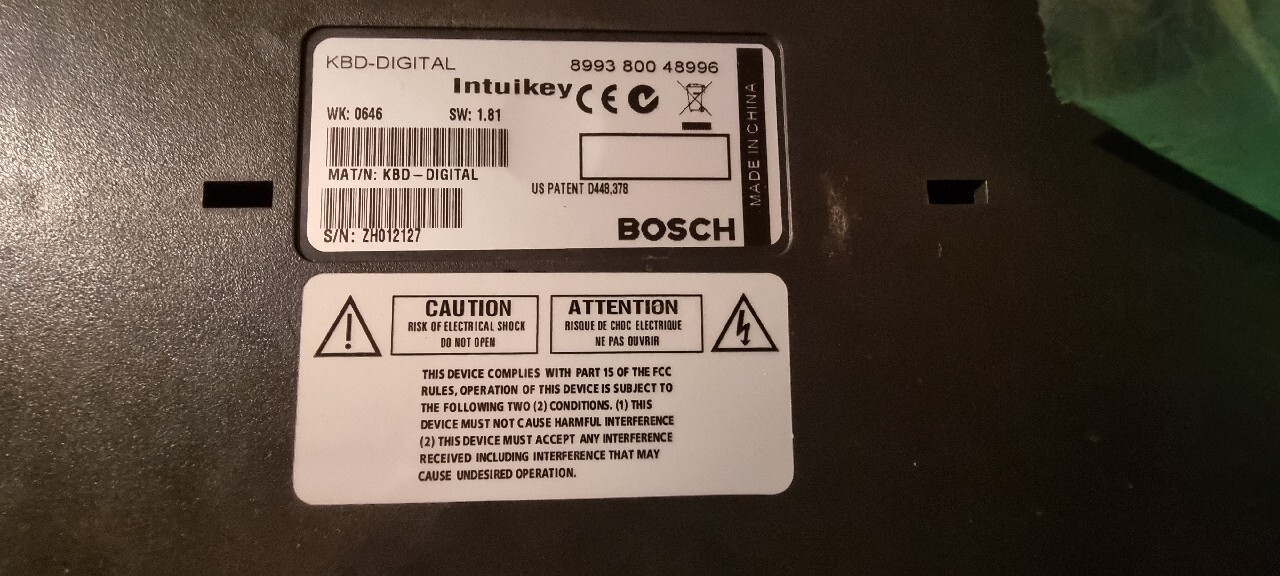 KBD-DIGITAL 8993 800 48996
Intuikey
WK: 0646 SW: 1.81
MAT/N: KBD-DIGITAL
US PATENT D448,378
S/N: ZH012127
BOSCH
MADE IN CHINA
CAUTION
RISK OF ELECTRICAL SHOCK
DO NOT OPEN
ATTENTION
RISQUE DE CHOC ELECTRIQUE
NE PAS OUVRIR
THIS DEVICE COMPLIES WITH PART 15 OF THE FCC
RULES, OPERATION OF THIS DEVICE IS SUBJECT TO
THE FOLLOWING TWO (2) CONDITIONS. (1) THIS
DEVICE MUST NOT CAUSE HARMFUL INTERFERENCE
(2) THIS DEVICE MUST ACCEPT ANY INTERFERENCE
RECEIVED INCLUDING INTERFERENCE THAT MAY
CAUSE UNDESIRED OPERATION.